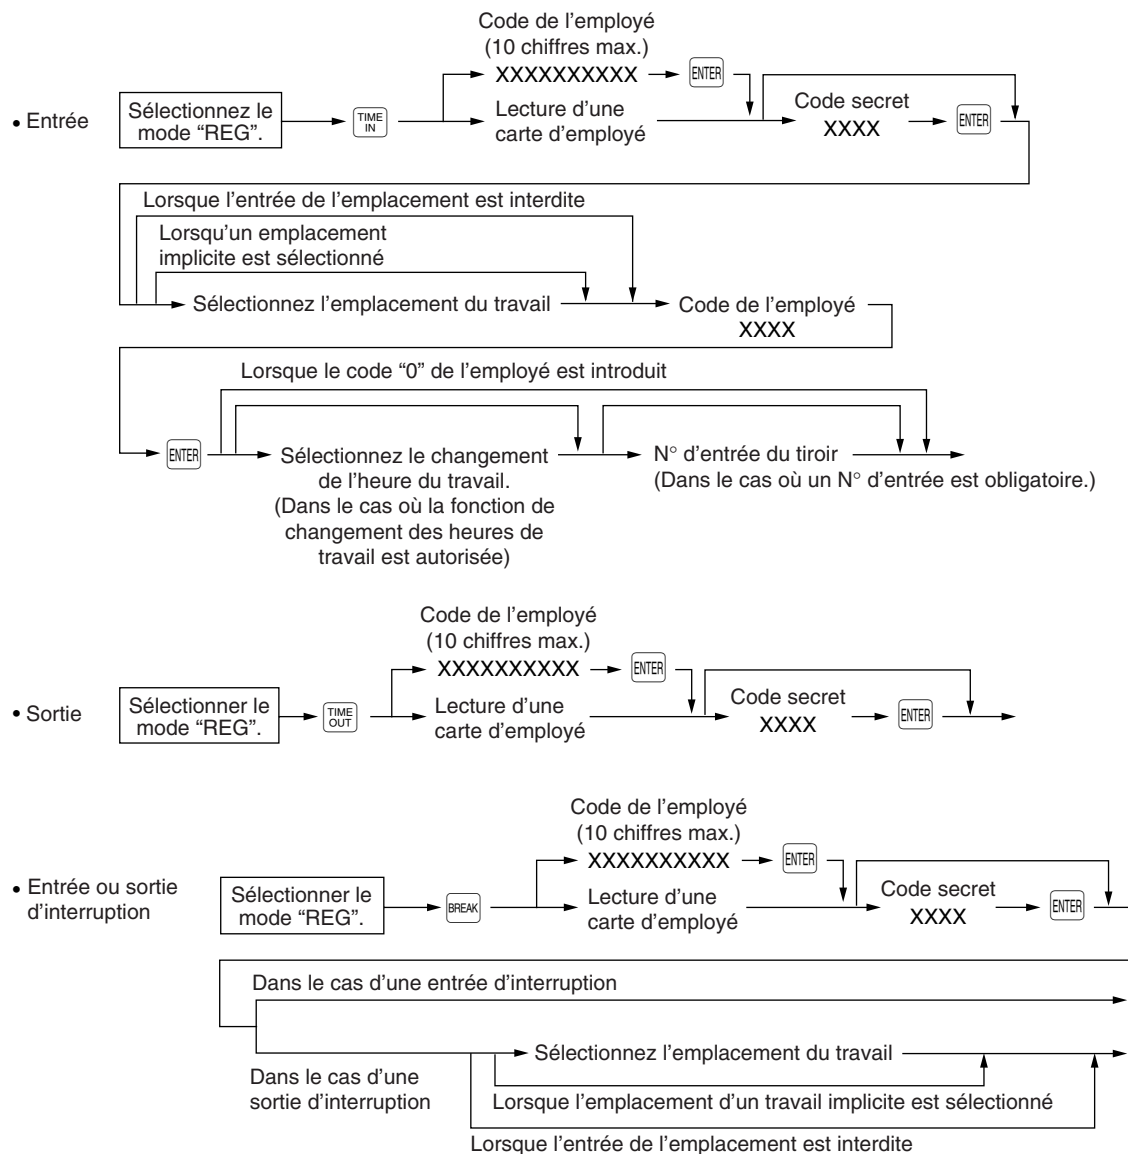 Code de l'employé
(10 chiffres max.)
XXXXXXXXXX
ENTER
• Entrée
Sélectionnez le
mode “REG”.
TIME
IN
Lecture d'une
carte d'employé
Code secret
XXXX
ENTER
Lorsque l'entrée de l'emplacement est interdite
Lorsqu'un emplacement
implicite est sélectionné
Sélectionnez l'emplacement du travail
Code de l'employé
XXXX
Lorsque le code “0” de l'employé est introduit
ENTER
Sélectionnez le changement
de l'heure du travail.
(Dans le cas où la fonction de
changement des heures de
travail est autorisée)
N° d'entrée du tiroir
(Dans le cas où un N° d'entrée est obligatoire.)
Code de l'employé
(10 chiffres max.)
XXXXXXXXXX
ENTER
• Sortie
Sélectionner le
mode “REG”.
TIME
OUT
Lecture d'une
carte d'employé
Code secret
XXXX
ENTER
Code de l'employé
(10 chiffres max.)
XXXXXXXXXX
ENTER
• Entrée ou sortie
d'interruption
Sélectionner le
mode “REG”.
BREAK
Lecture d'une
carte d'employé
Code secret
XXXX
ENTER
Dans le cas d'une entrée d'interruption
Sélectionnez l'emplacement du travail
Dans le cas d'une
sortie d'interruption
Lorsque l'emplacement d'un travail implicite est sélectionné
Lorsque l'entrée de l'emplacement est interdite